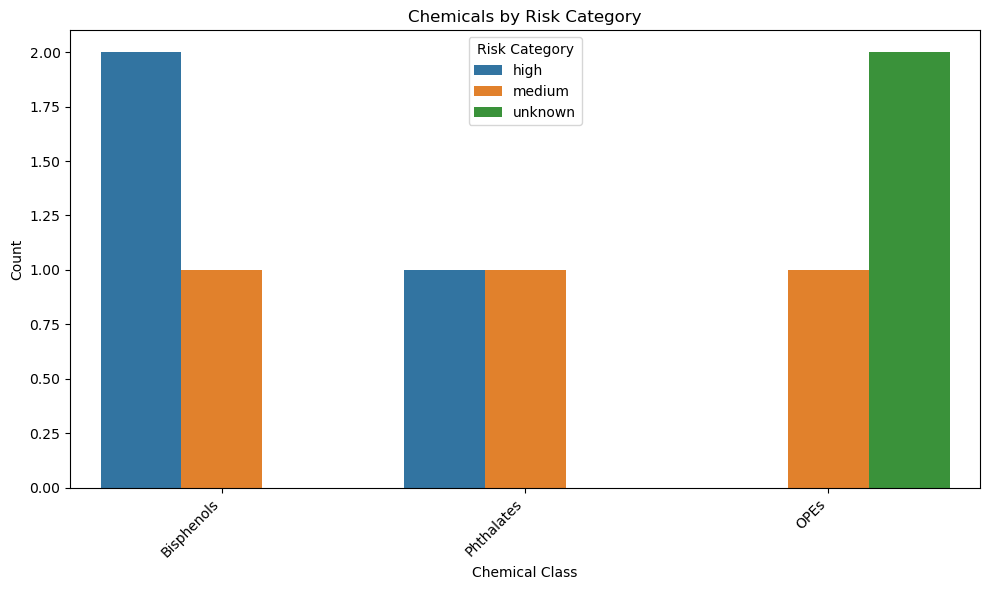 Chemicals by Risk Category
Risk Category
high
medium
unknown
2.00
1.75
1.50
1.25
1.00
0.75
0.50
0.25
0.00
Count
Bisphenols
Phthalates
OPEs
Chemical Class